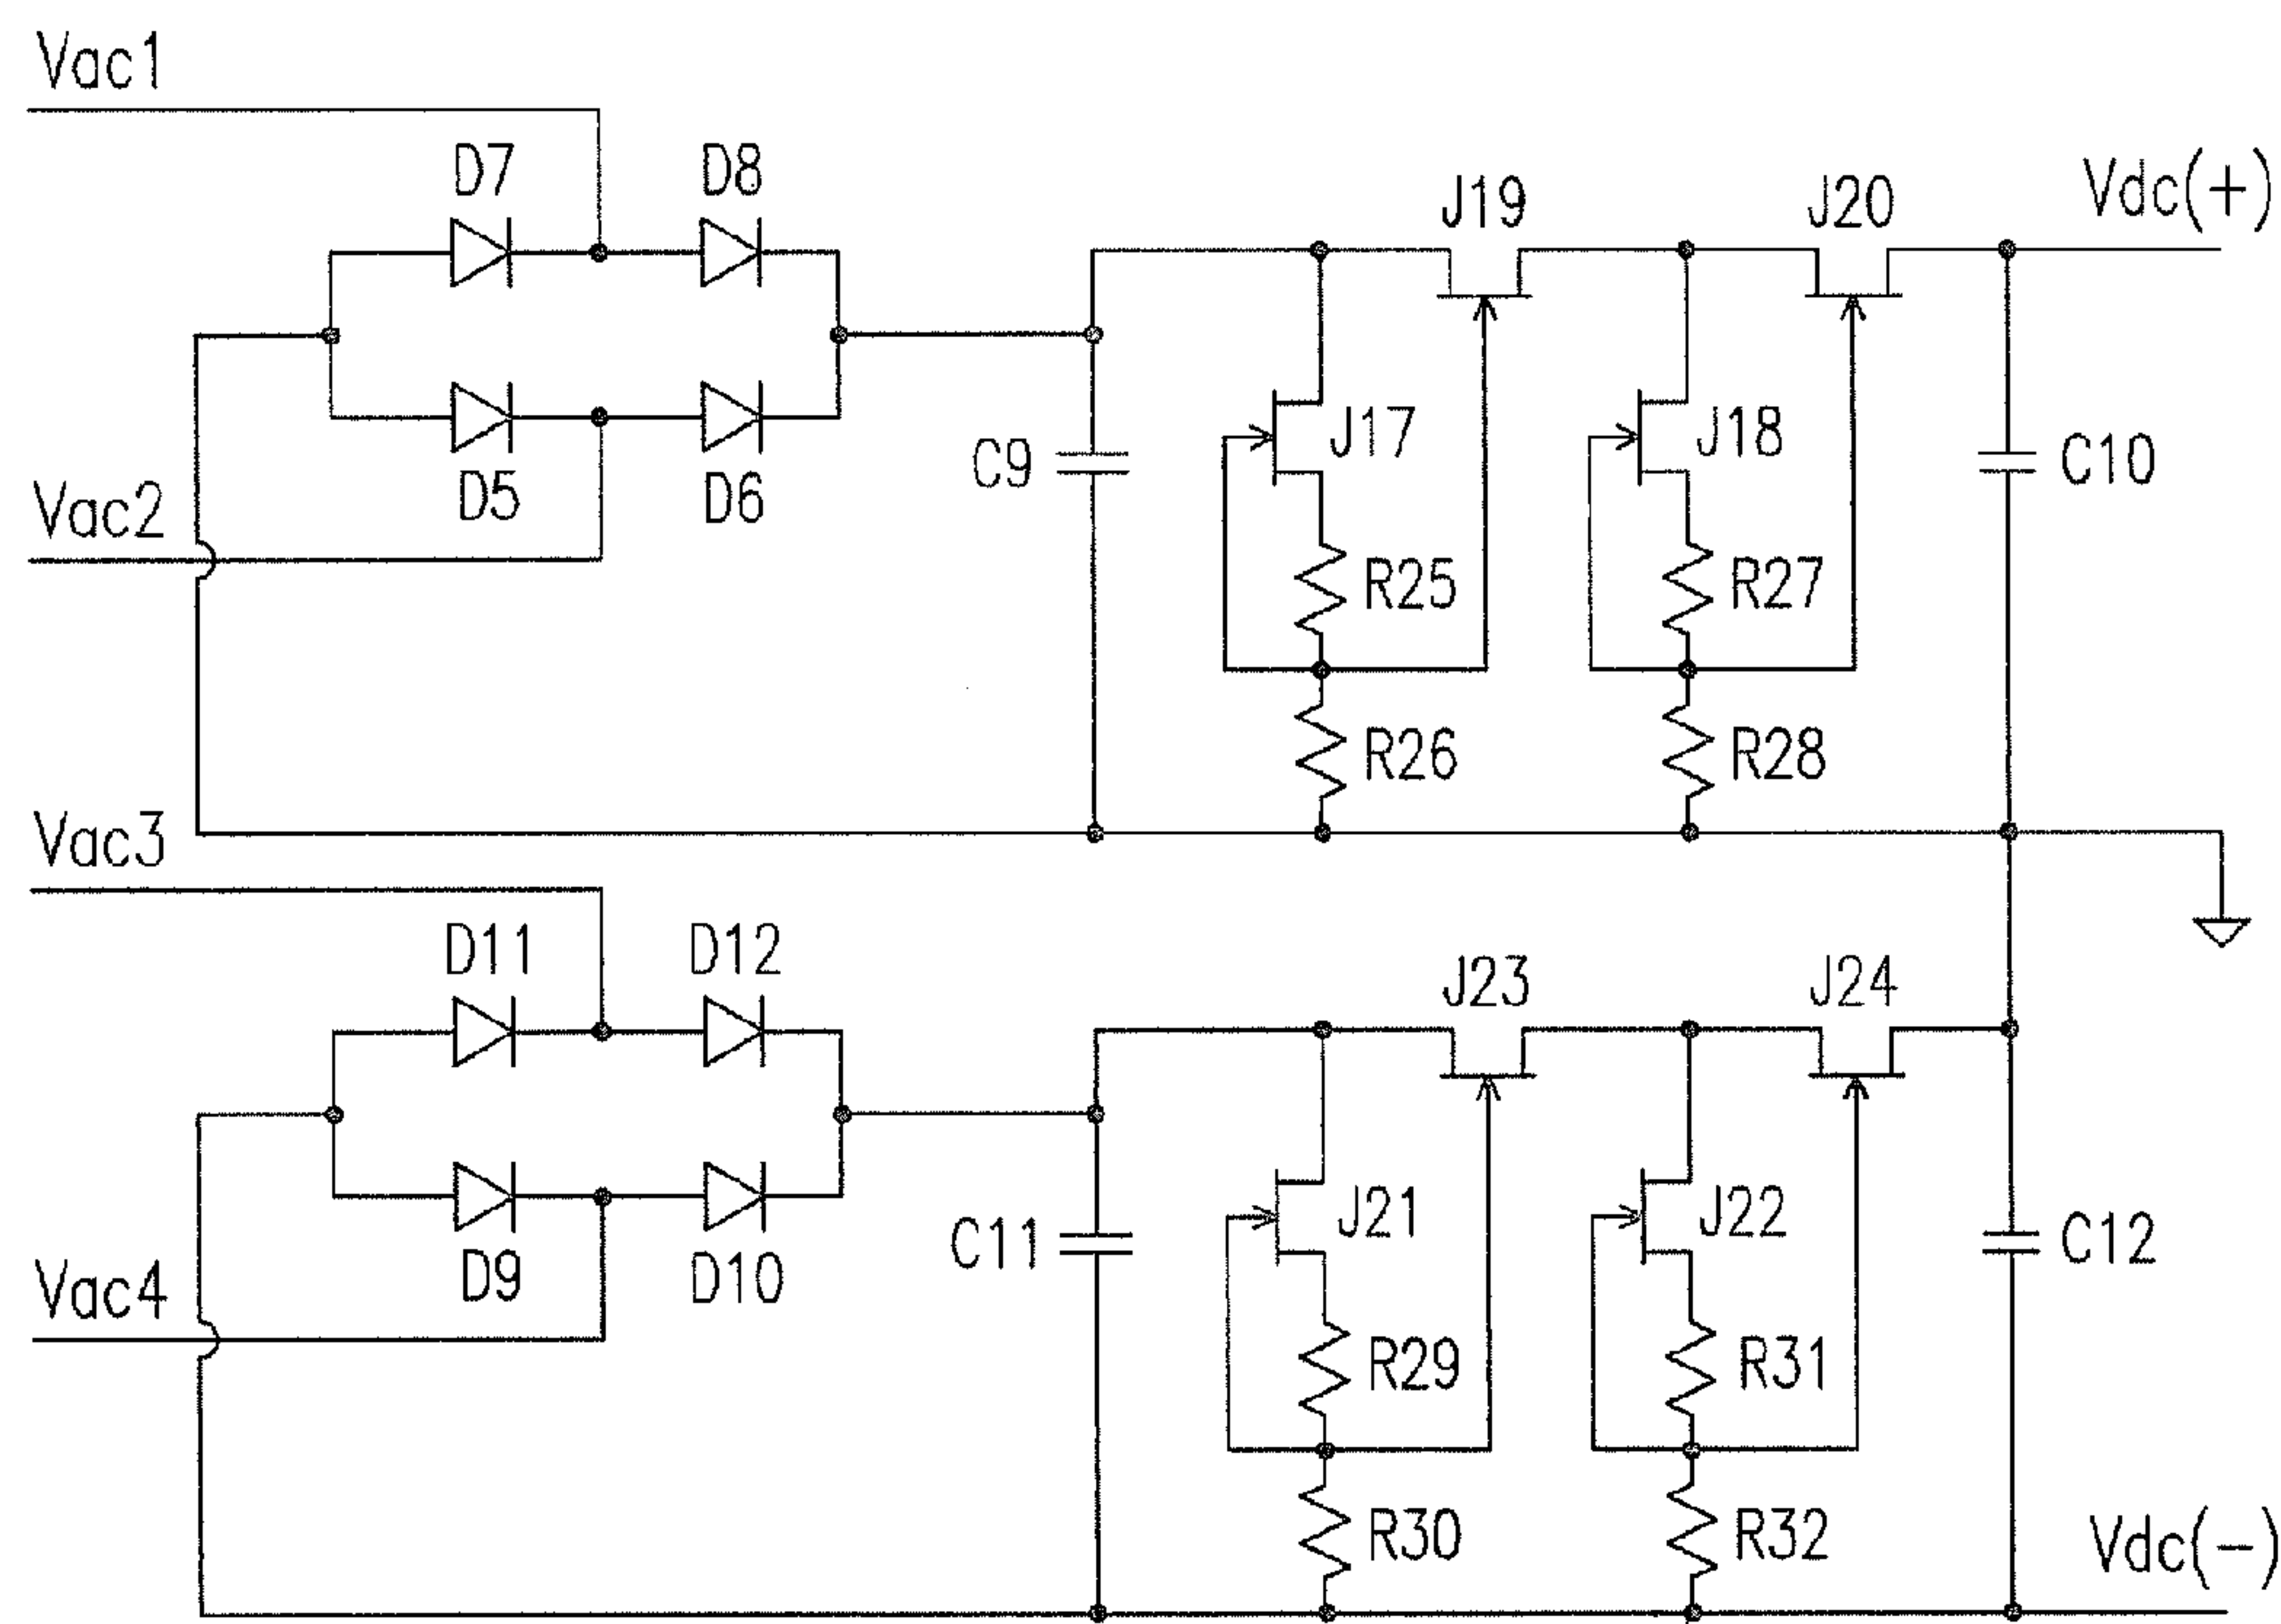 Vac1
D7
D8
J19
J20
Vdc(+)
J17
J18
C9
C10
Vac2
D5
D6
R25
R27
R26
R28
Vac3
D11
D12
J23
J24
J21
J22
C11
C12
Vac4
D9
D10
R29
R31
R30
R32
Vdc(-)